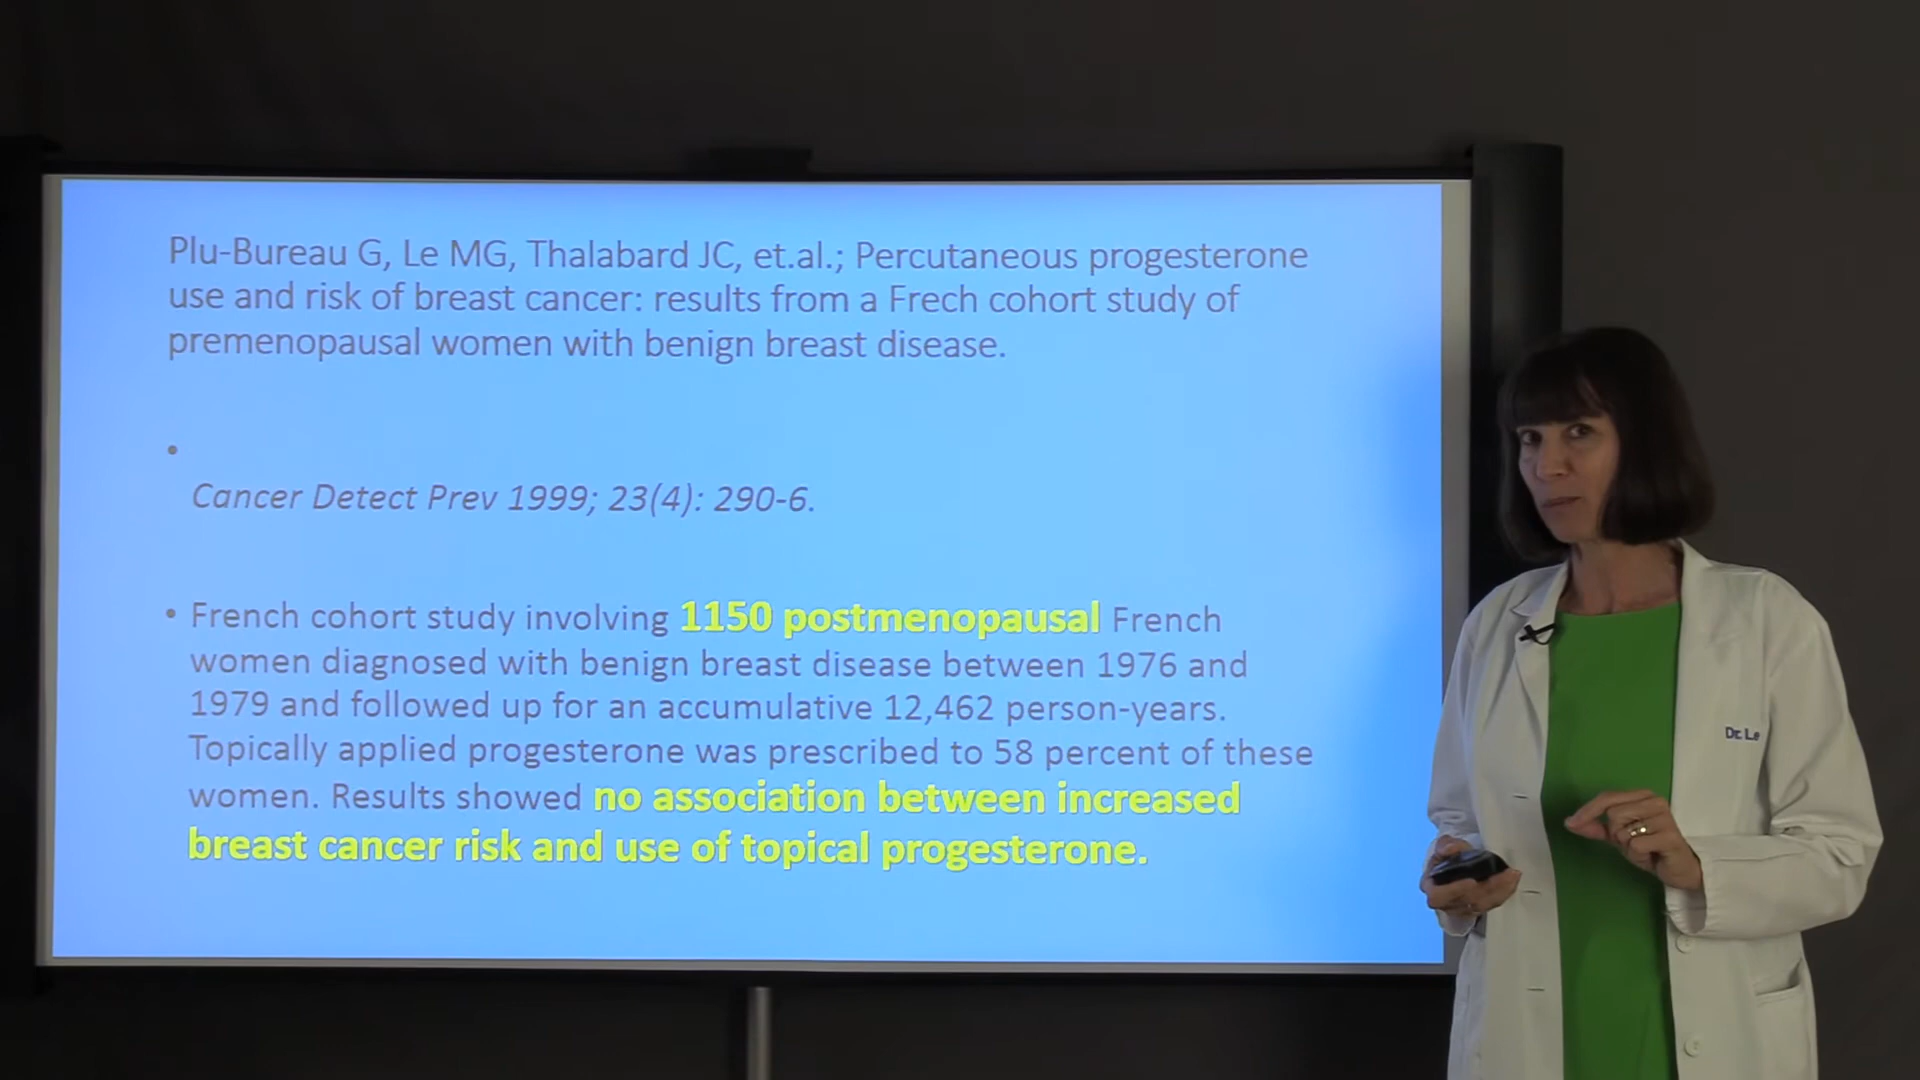 Plu-Bureau G, Le MG, Thalabard JC, et.al.; Percutaneous progesterone
use and risk of breast cancer: results from a Frech cohort study of
premenopausal women with benign breast disease.
•
Cancer Detect Prev 1999; 23(4): 290-6.
• French cohort study involving 1150 postmenopausal French
women diagnosed with benign breast disease between 1976 and
1979 and followed up for an accumulative 12,462 person-years.
Topically applied progesterone was prescribed to 58 percent of these
women. Results showed no association between increased
breast cancer risk and use of topical progesterone.
Dr. Le